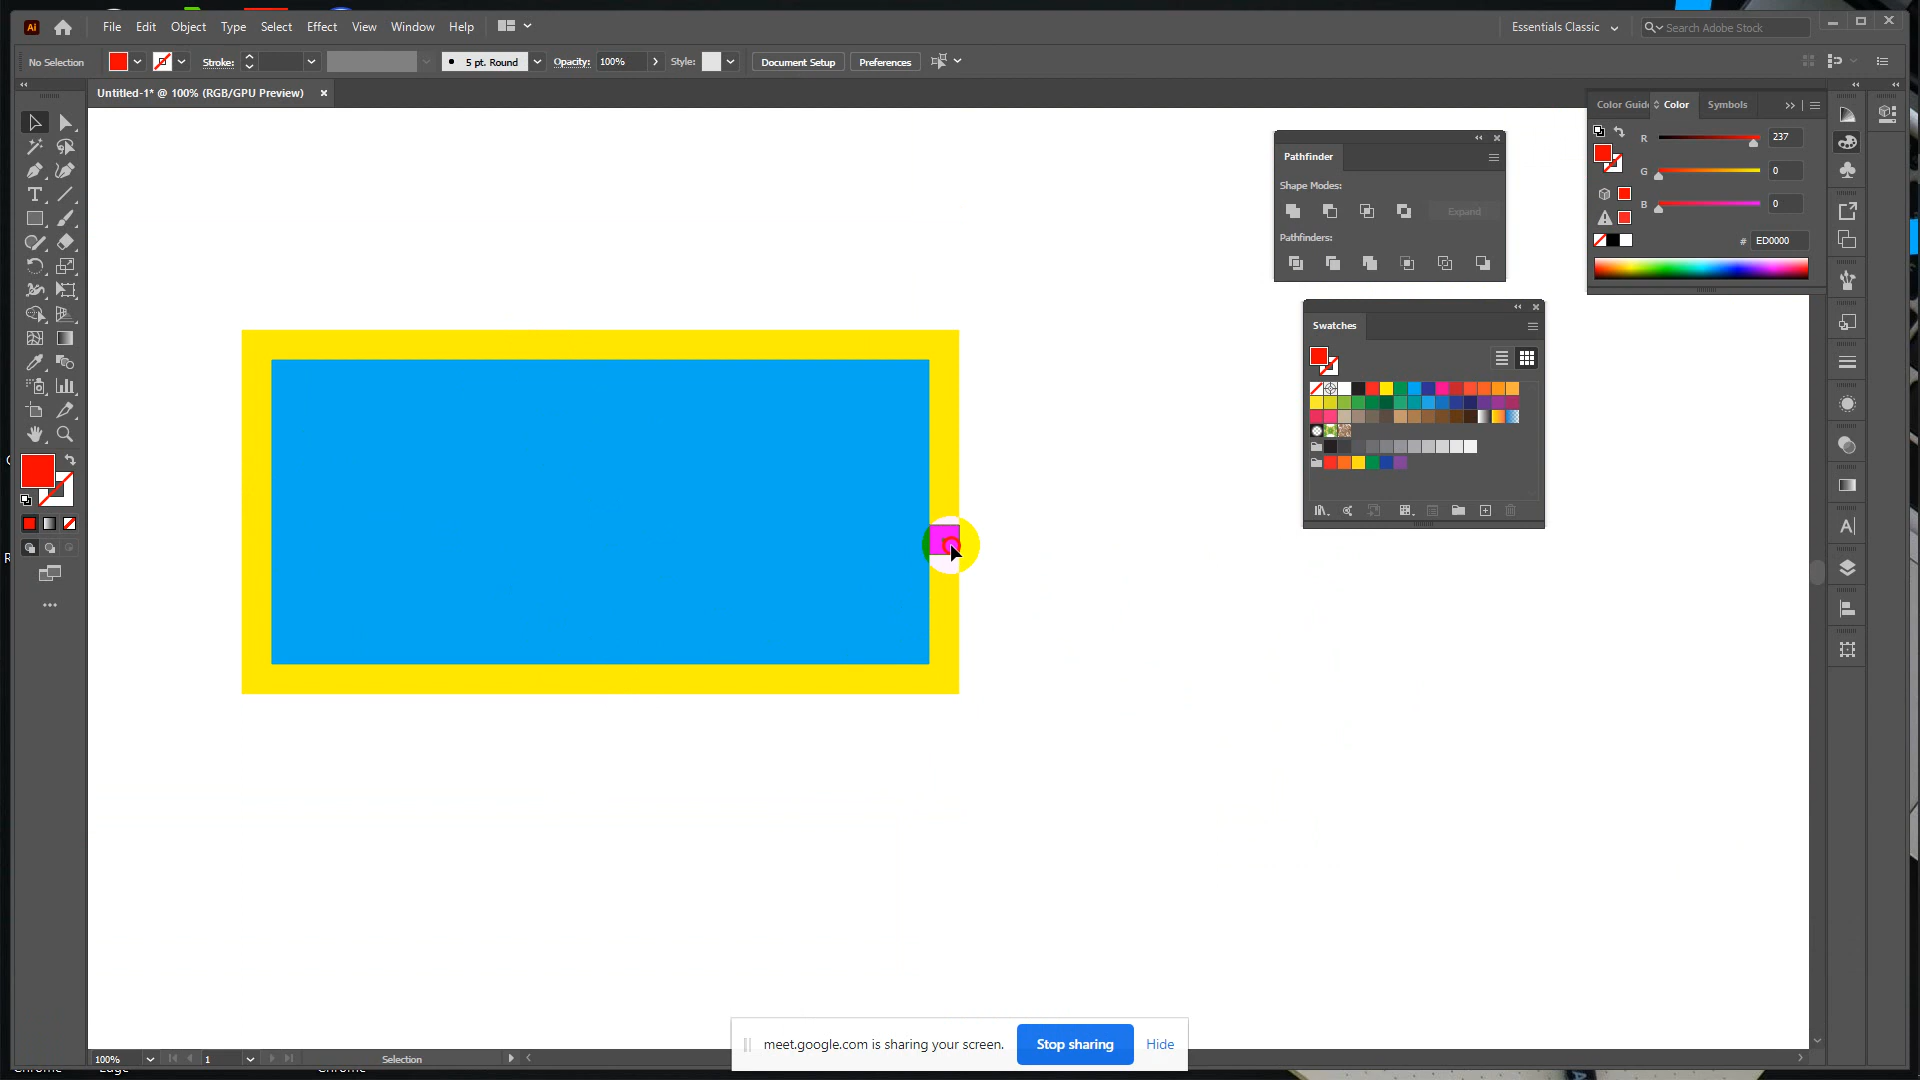 Ai File Edit Object Type Select Effect View Window Help Essentials Classic Search Adobe Stock
No Selection Stroke: 5 pt. Round Opacity: 100% Style: Document Setup Preferences
Untitled-1* @ 100% (RGB/GPU Preview) ×
Color Guid Color Symbols
R 237
G 0
B 0
# ED0000
Pathfinder
Shape Modes:
Expand
Pathfinders:
Swatches
meet.google.com is sharing your screen. Stop sharing Hide
100% 1 Selection